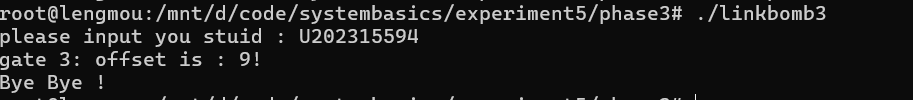 root@lengmou:/mnt/d/code/systembasics/experiment5/phase3# ./linkbomb3
please input you stuid : U202315594
gate 3: offset is : 9!
Bye Bye !